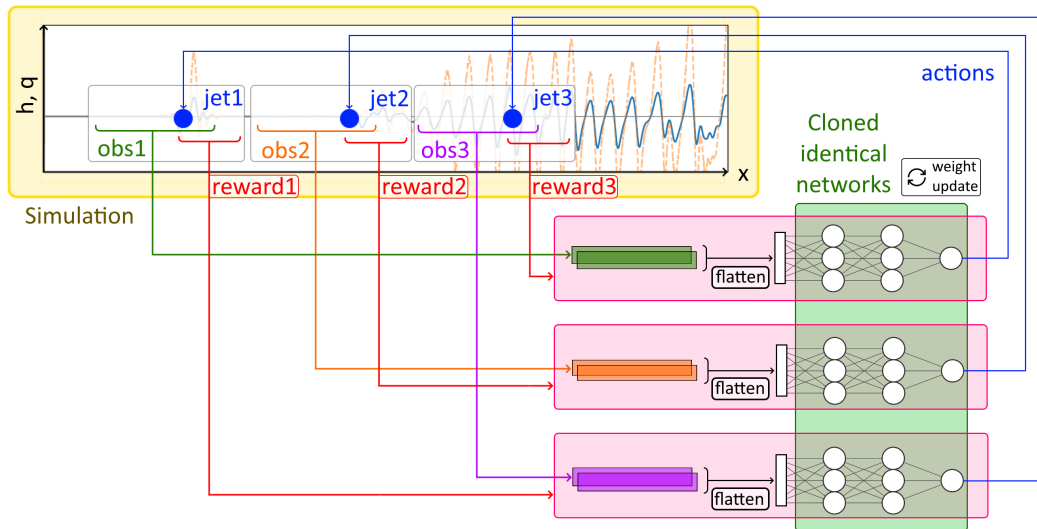 h, q
jet1
jet2
jet3
obs1
obs2
obs3
x
reward1
reward2
reward3
Simulation
actions
Cloned
identical
networks
weight
update
flatten
flatten
flatten